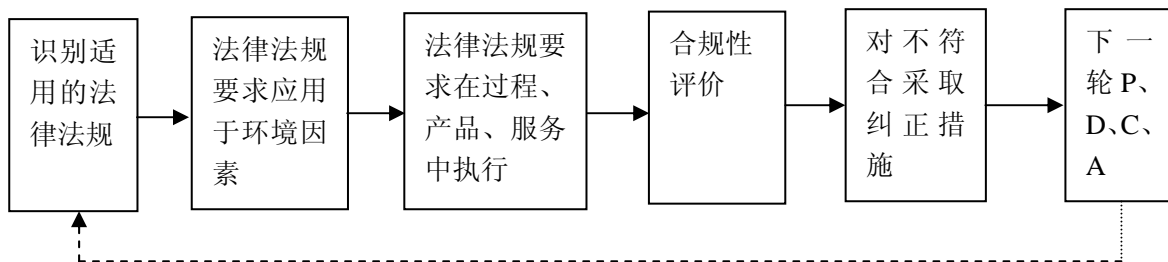 识别适
用的法
律法规
法律法规
要求应用
于环境因
素
法律法规要
求在过程、
产品、服务
中执行
合规性
评价
对不符
合采取
纠正措
施
下一
轮P、
D、C、
A